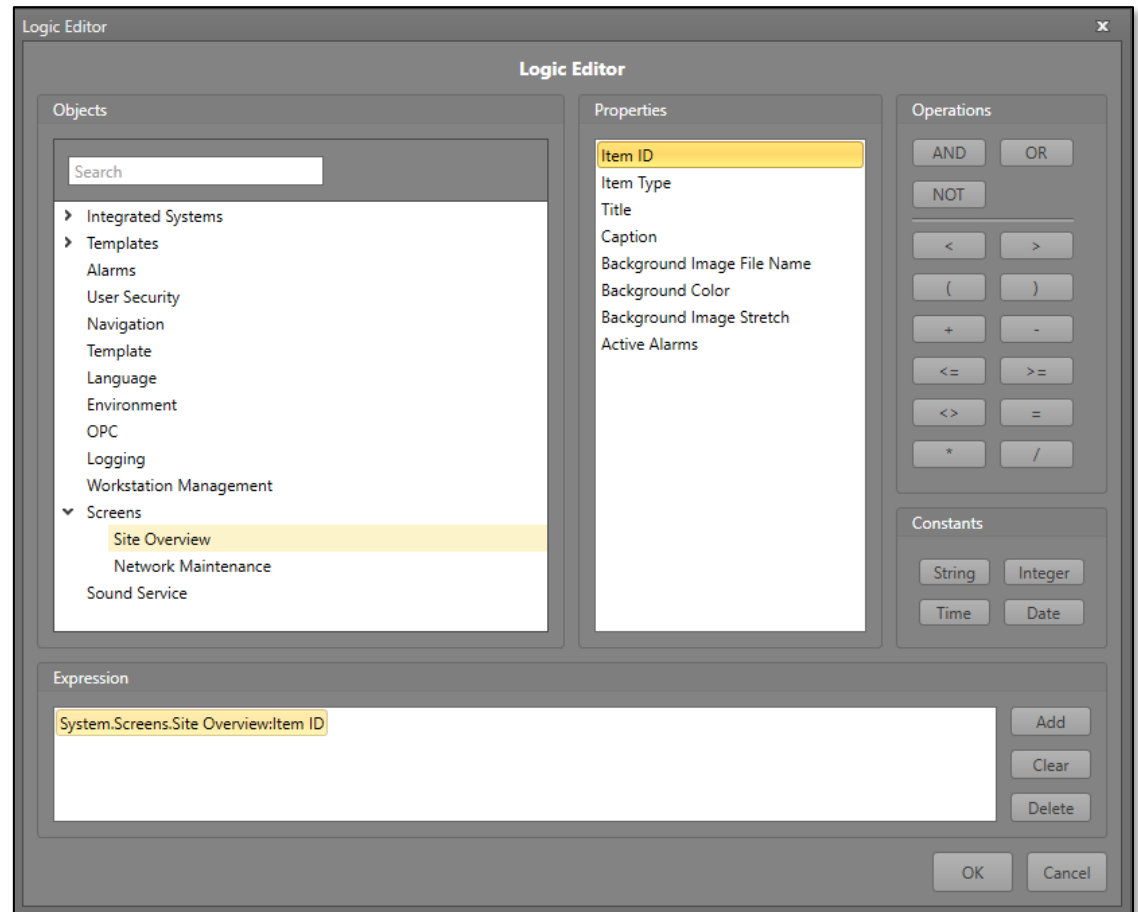 Logic Editor
x
Logic Editor
Objects
Search
Integrated Systems
Templates
Alarms
User Security
Navigation
Template
Language
Environment
OPC
Logging
Workstation Management
Screens
Site Overview
Network Maintenance
Sound Service
Properties
Item ID
Item Type
Title
Caption
Background Image File Name
Background Color
Background Image Stretch
Active Alarms
Operations
AND OR
NOT
< >
( )
+ -
<= >=
<> =
* /
Constants
String Integer
Time Date
Expression
System.Screens.Site Overview:Item ID
Add
Clear
Delete
OK Cancel